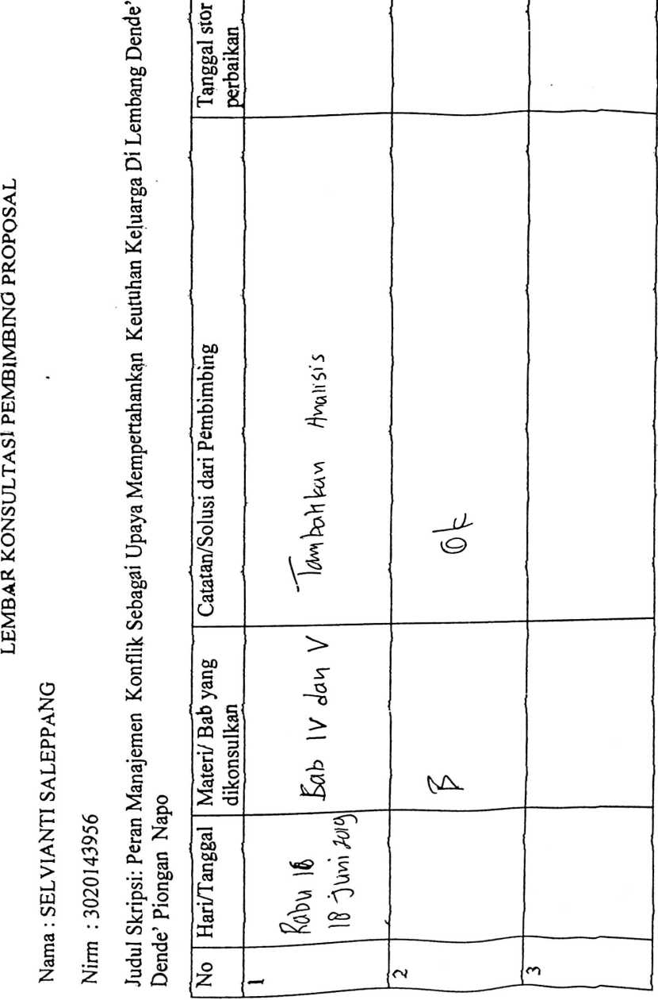 LEMBAR KONSULTASI PEMBIMBING PROPOSAL
Nama : SELVIANTI SALEPPANG
Nirm : 3020143956
Judul Skripsi: Peran Manajemen Konflik Sebagai Upaya Mempertahankan Keutuhan Keluarga Di Lembang Dende'
Dende' Piongan Napo
No Hari/Tanggal Materi/ Bab yang dikonsulkan Catatan/Solusi dari Pembimbing Tanggal stor perbaikan
1 Rabu 18 Bab IV dan V -Tambahkan Analisis
18 Juni 2019
2 Ok
3